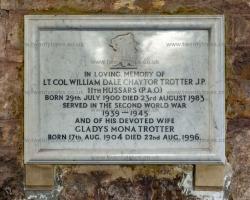 IN LOVING MEMORY OF
LT. COL. WILLIAM DALE CHAYTOR TROTTER J.P.
11TH HUSSARS (P.A.O)
BORN 29TH JULY 1900 DIED 23RD AUGUST 1983
SERVED IN THE SECOND WORLD WAR
1939 – 1945
AND OF HIS DEVOTED WIFE
GLADYS MONA TROTTER
BORN 17TH AUG. 1904 DIED 22ND AUG. 1996